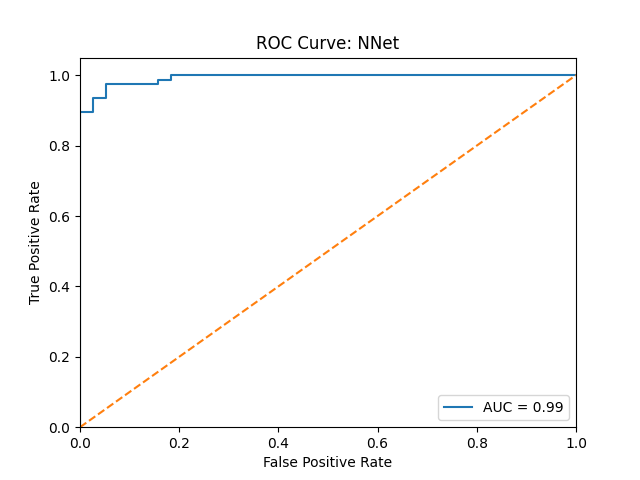 ROC Curve: NNet
True Positive Rate
1.0
0.8
0.6
0.4
0.2
0.0
0.0 0.2 0.4 0.6 0.8 1.0
False Positive Rate
AUC = 0.99